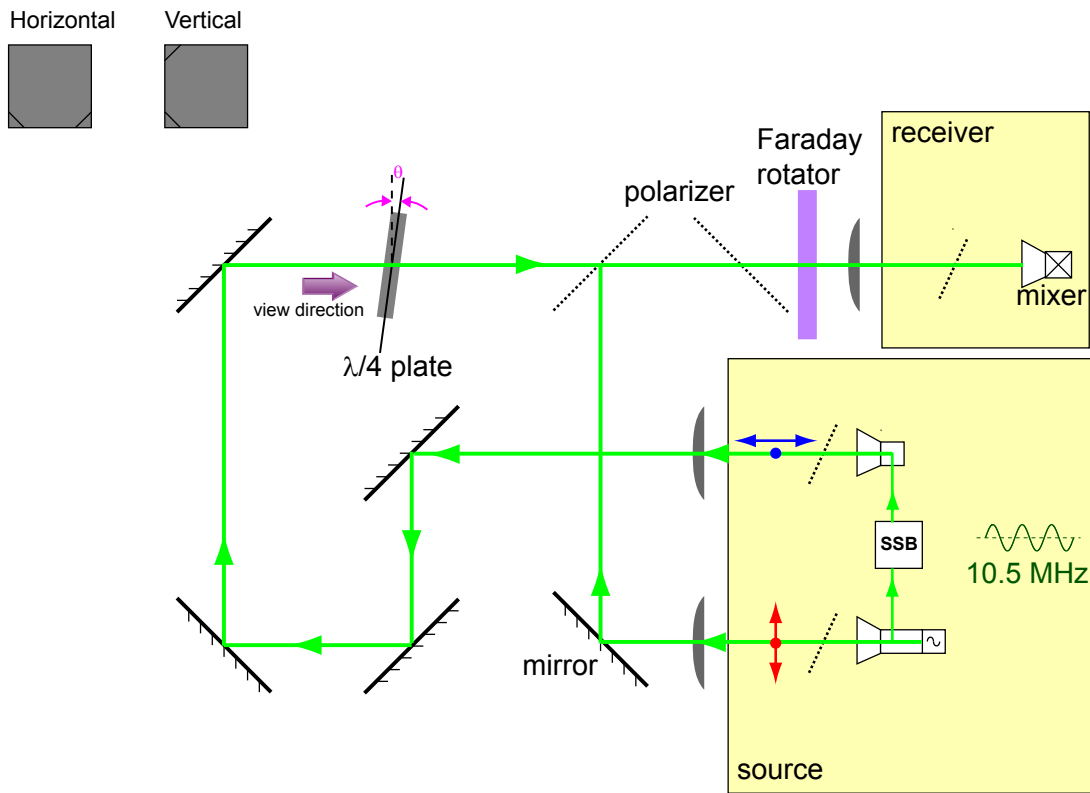 Horizontal
Vertical
receiver
Faraday
rotator
polarizer
θ
view direction
mixer
λ/4 plate
SSB
10.5 MHz
~
mirror
source